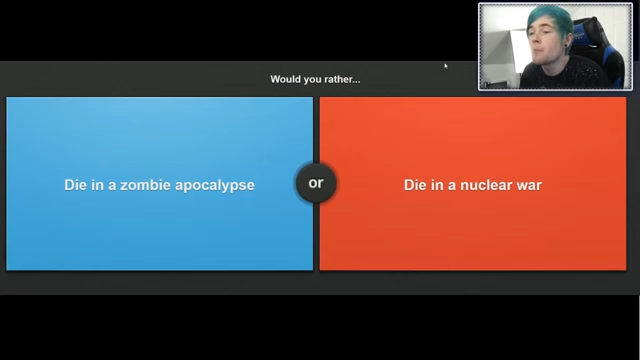 Would you rather...
Die in a zombie apocalypse
or
Die in a nuclear war